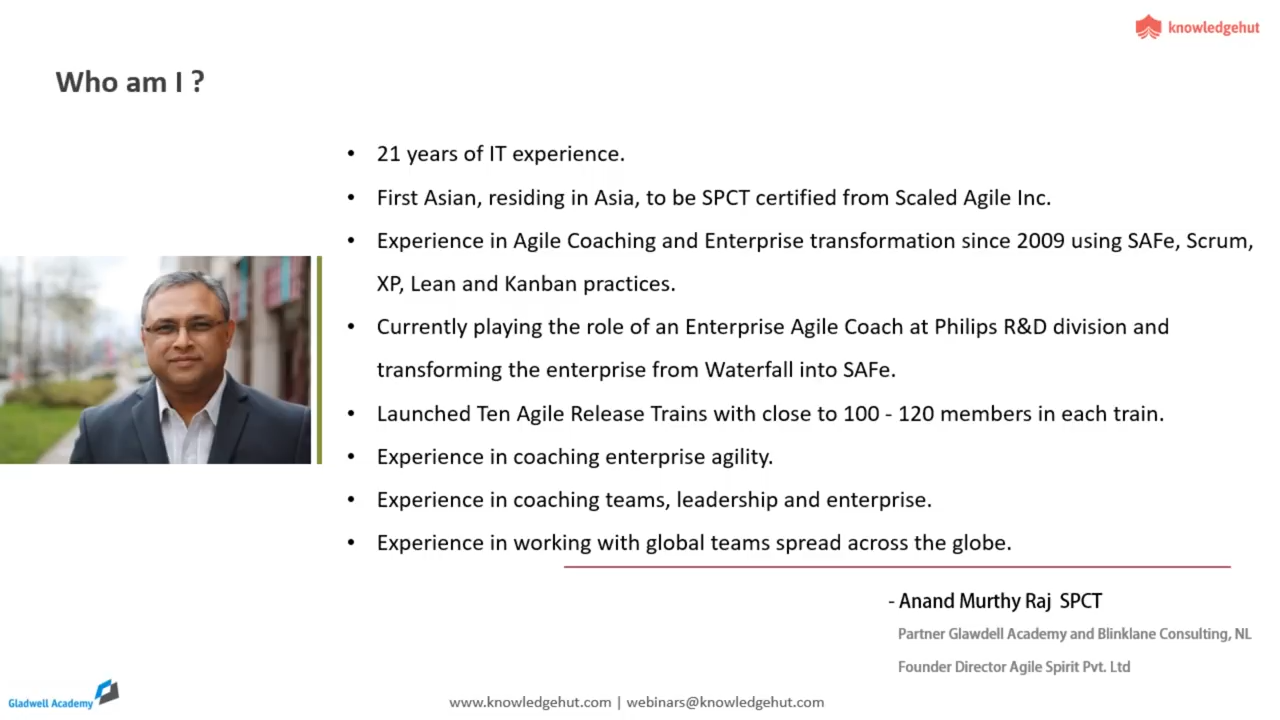 knowledgehut
Who am I ?
• 21 years of IT experience.
• First Asian, residing in Asia, to be SPCT certified from Scaled Agile Inc.
• Experience in Agile Coaching and Enterprise transformation since 2009 using SAFe, Scrum,
XP, Lean and Kanban practices.
• Currently playing the role of an Enterprise Agile Coach at Philips R&D division and
transforming the enterprise from Waterfall into SAFe.
• Launched Ten Agile Release Trains with close to 100 - 120 members in each train.
• Experience in coaching enterprise agility.
• Experience in coaching teams, leadership and enterprise.
• Experience in working with global teams spread across the globe.
- Anand Murthy Raj SPCT
Partner Glawdell Academy and Blinklane Consulting, NL
Founder Director Agile Spirit Pvt. Ltd
Gladwell Academy
www.knowledgehut.com | webinars@knowledgehut.com